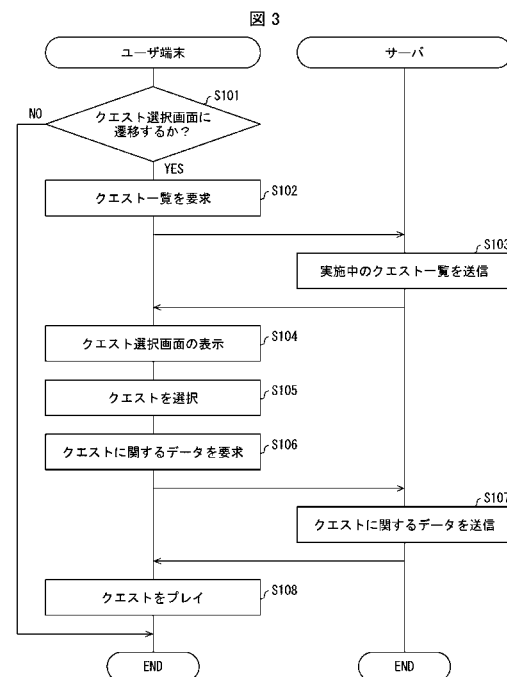 図 3
ユーザ端末
サーバ
S101
NO
クエスト選択画面に
遷移するか？
YES
クエスト一覧を要求
S102
S103
実施中のクエスト一覧を送信
クエスト選択画面の表示
S104
クエストを選択
S105
クエストに関するデータを要求
S106
S107
クエストに関するデータを送信
クエストをプレイ
S108
END
END